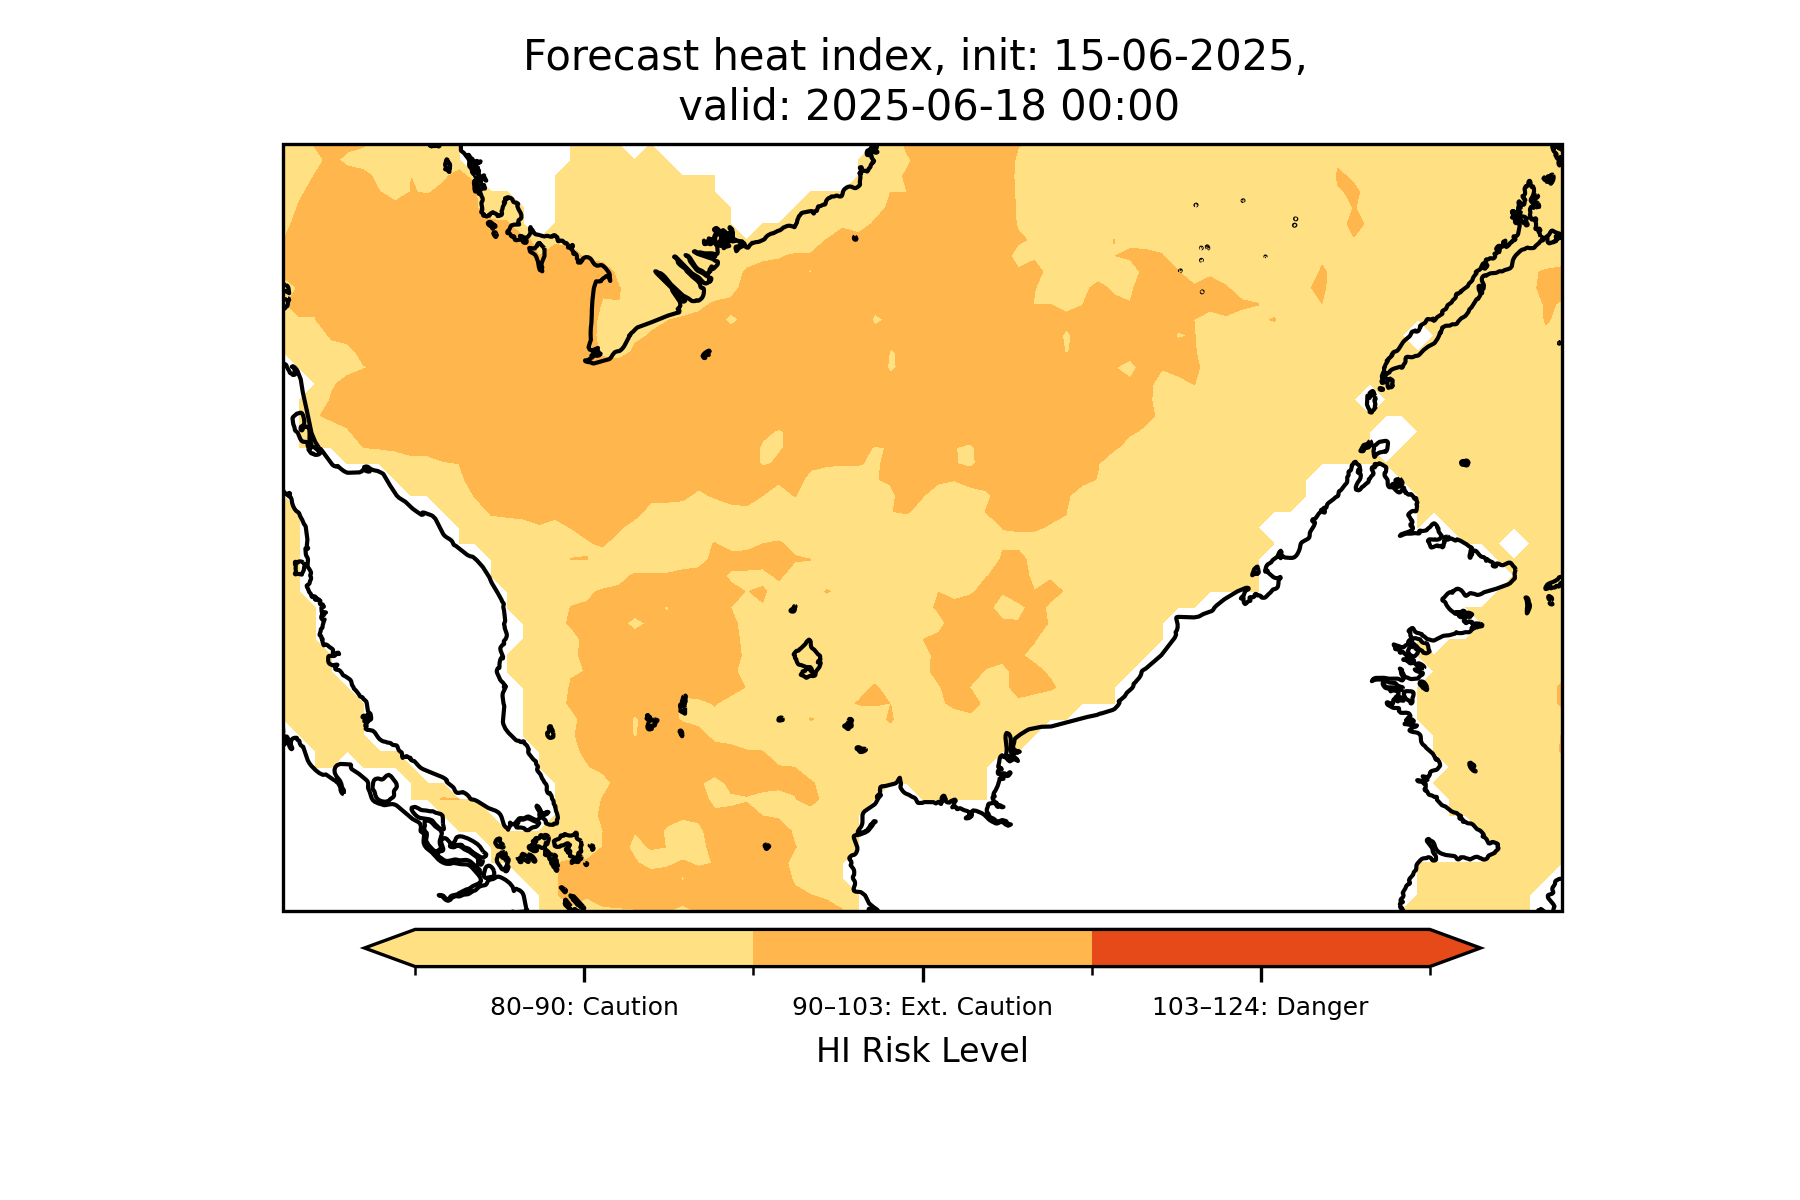 Forecast heat index, init: 15-06-2025,
valid: 2025-06-18 00:00
80–90: Caution
90–103: Ext. Caution
103–124: Danger
HI Risk Level